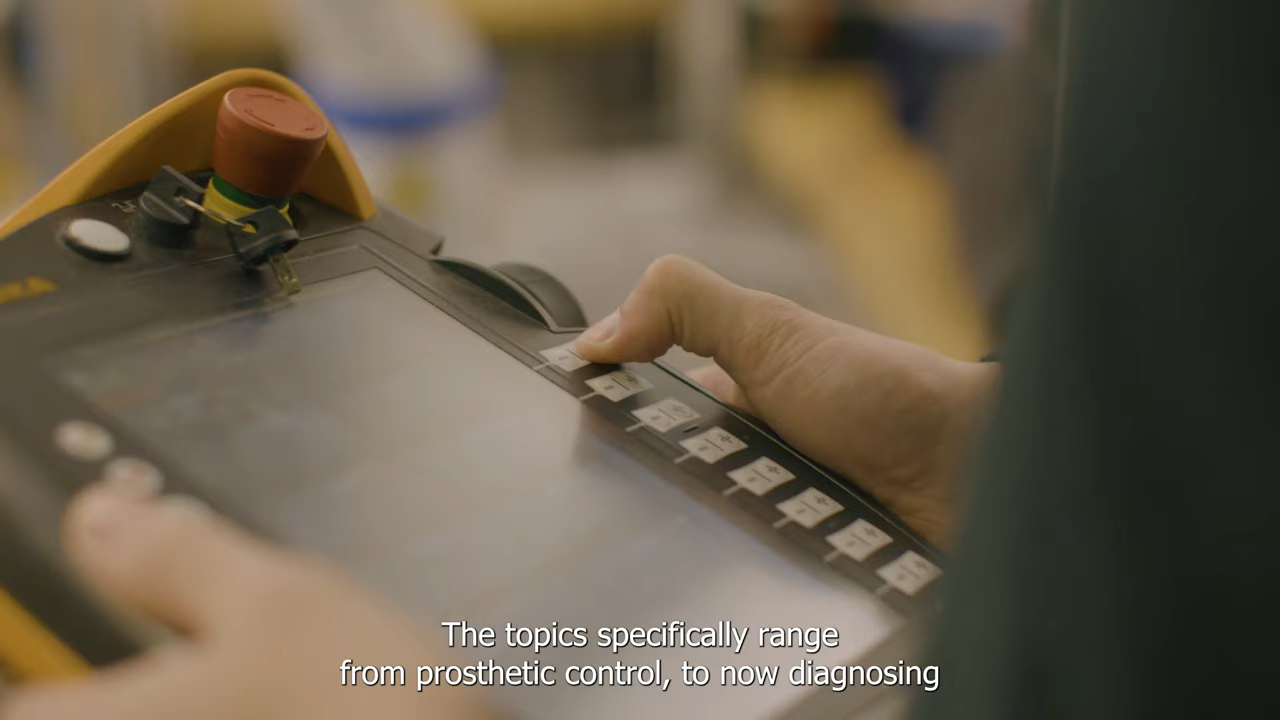 The topics specifically range
from prosthetic control, to now diagnosing